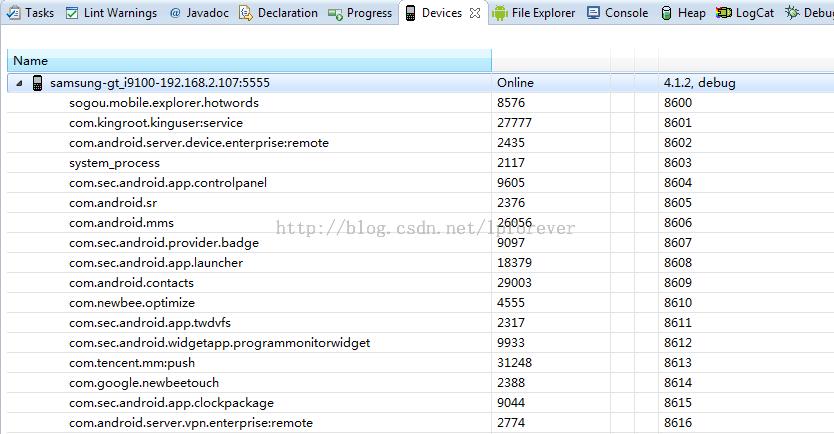 Tasks Lint Warnings @ Javadoc Declaration Progress Devices File Explorer Console Heap LogCat Debug
Name
samsung-gt_i9100-192.168.2.107:5555 Online 4.1.2, debug
sogou.mobile.explorer.hotwords 8576 8600
com.kingroot.kinguser:service 27777 8601
com.android.server.device.enterprise:remote 2435 8602
system_process 2117 8603
com.sec.android.app.controlpanel 9605 8604
com.android.sr 2376 8605
com.android.mms 26056 8606
http://blog.csdn.net/lpforever
com.sec.android.provider.badge 9097 8607
com.sec.android.app.launcher 18379 8608
com.android.contacts 29003 8609
com.newbee.optimize 4555 8610
com.sec.android.app.twdvfs 2317 8611
com.sec.android.widgetapp.programmonitorwidget 9933 8612
com.tencent.mm:push 31248 8613
com.google.newbeetouch 2388 8614
com.sec.android.app.clockpackage 9044 8615
com.android.server.vpn.enterprise:remote 2774 8616